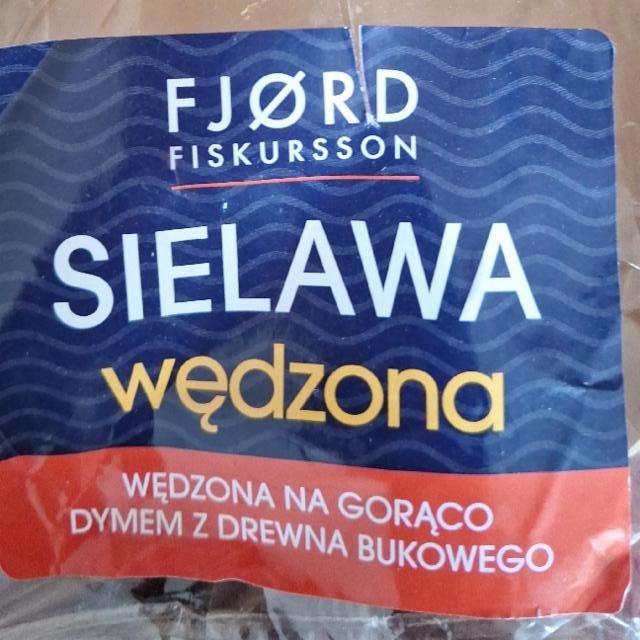 FJØRD
FISKURSSON
SIELAWA
wędzona
WĘDZONA NA GORĄCO
DYMEM Z DREWNA BUKOWEGO